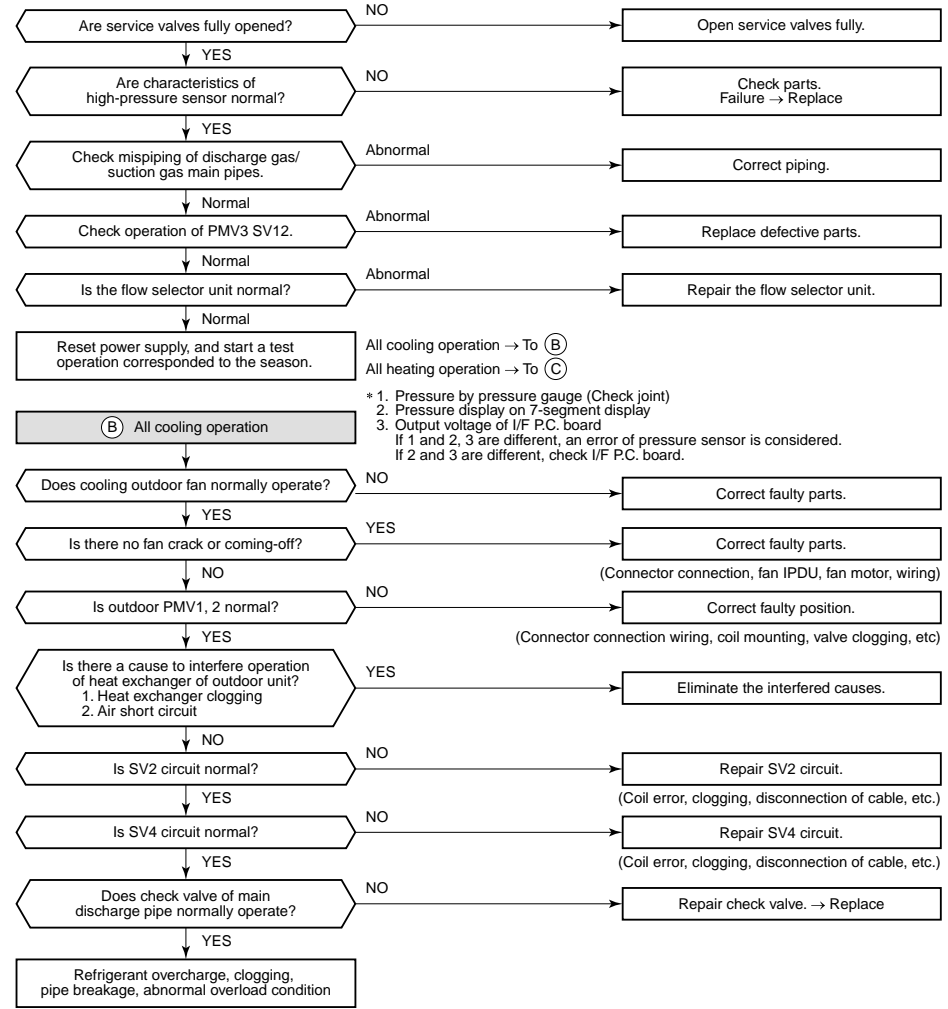 Are service valves fully opened?
NO
Open service valves fully.
YES
Are characteristics of
high-pressure sensor normal?
NO
Check parts.
Failure → Replace
YES
Check mispiping of discharge gas/
suction gas main pipes.
Abnormal
Correct piping.
Normal
Check operation of PMV3 SV12.
Abnormal
Replace defective parts.
Normal
Is the flow selector unit normal?
Abnormal
Repair the flow selector unit.
Normal
Reset power supply, and start a test
operation corresponded to the season.
All cooling operation → To B
All heating operation → To C
* 1. Pressure by pressure gauge (Check joint)
2. Pressure display on 7-segment display
3. Output voltage of I/F P.C. board
If 1 and 2, 3 are different, an error of pressure sensor is considered.
If 2 and 3 are different, check I/F P.C. board.
B All cooling operation
Does cooling outdoor fan normally operate?
NO
Correct faulty parts.
YES
Is there no fan crack or coming-off?
YES
Correct faulty parts.
(Connector connection, fan IPDU, fan motor, wiring)
NO
Is outdoor PMV1, 2 normal?
NO
Correct faulty position.
(Connector connection wiring, coil mounting, valve clogging, etc)
YES
Is there a cause to interfere operation
of heat exchanger of outdoor unit?
1. Heat exchanger clogging
2. Air short circuit
YES
Eliminate the interfered causes.
NO
Is SV2 circuit normal?
NO
Repair SV2 circuit.
(Coil error, clogging, disconnection of cable, etc.)
YES
Is SV4 circuit normal?
NO
Repair SV4 circuit.
(Coil error, clogging, disconnection of cable, etc.)
YES
Does check valve of main
discharge pipe normally operate?
NO
Repair check valve. → Replace
YES
Refrigerant overcharge, clogging,
pipe breakage, abnormal overload condition